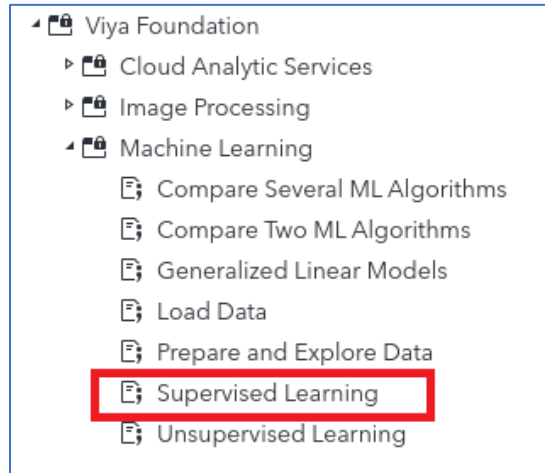 Viya Foundation
Cloud Analytic Services
Image Processing
Machine Learning
Compare Several ML Algorithms
Compare Two ML Algorithms
Generalized Linear Models
Load Data
Prepare and Explore Data
Supervised Learning
Unsupervised Learning